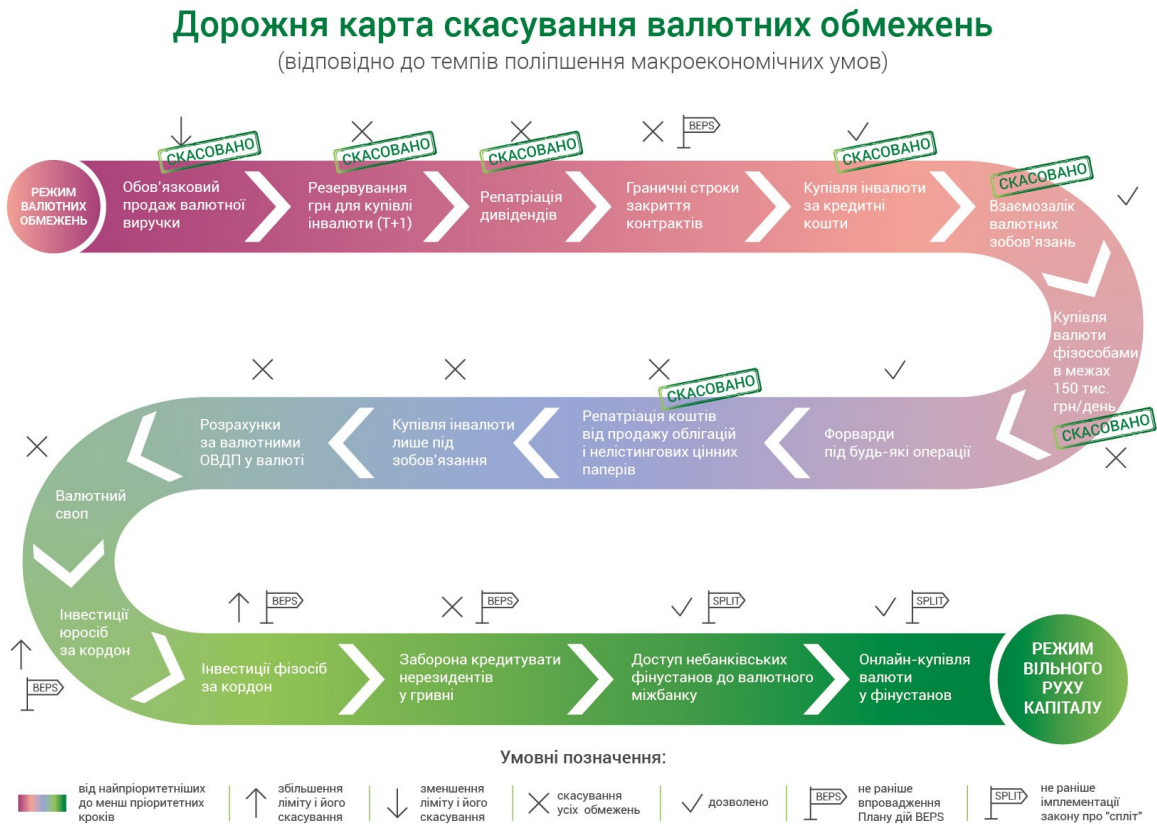 Дорожня карта скасування валютних обмежень
(відповідно до темпів поліпшення макроекономічних умов)
РЕЖИМ
ВАЛЮТНИХ
ОБМЕЖЕНЬ
СКАСОВАНО
Обов'язковий
продаж валютної
виручки
СКАСОВАНО
Резервування
грн для купівлі
інвалюти (Т+1)
СКАСОВАНО
Репатріація
дивідендів
BEPS
Граничні строки
закриття
контрактів
СКАСОВАНО
Купівля інвалюти
за кредитні
кошти
СКАСОВАНО
Взаємозалік
валютних
зобов'язань
Купівля
валюти
фізособами
в межах
150 тис.
грн/день
СКАСОВАНО
Форварди
під будь-які операції
СКАСОВАНО
Репатріація коштів
від продажу облігацій
і нелістингових цінних
паперів
Купівля інвалюти
лише під
зобов'язання
Розрахунки
за валютними
ОВДП у валюті
Валютний
своп
Інвестиції
юросіб
за кордон
BEPS
BEPS
Інвестиції фізосіб
за кордон
BEPS
Заборона кредитувати
нерезидентів
у гривні
SPLIT
Доступ небанківських
фінустанов до валютного
міжбанку
SPLIT
Онлайн-купівля
валюти
у фінустанов
РЕЖИМ
ВІЛЬНОГО
РУХУ
КАПІТАЛУ
Умовні позначення:
від найпріоритетніших
до менш пріоритетних
кроків
збільшення
ліміту і його
скасування
зменшення
ліміту і його
скасування
скасування
усіх обмежень
дозволено
BEPS
не раніше
впровадження
Плану дій BEPS
SPLIT
не раніше
імплементації
закону про "спліт"